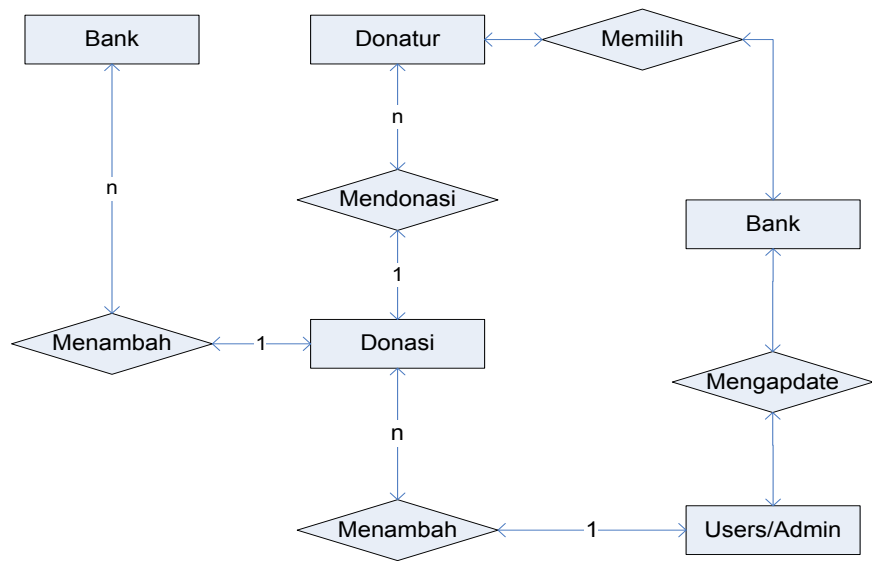 Bank
Donatur
Memilih
n
n
Mendonasi
Bank
1
Menambah
1
Donasi
Mengapdate
n
Menambah
1
Users/Admin